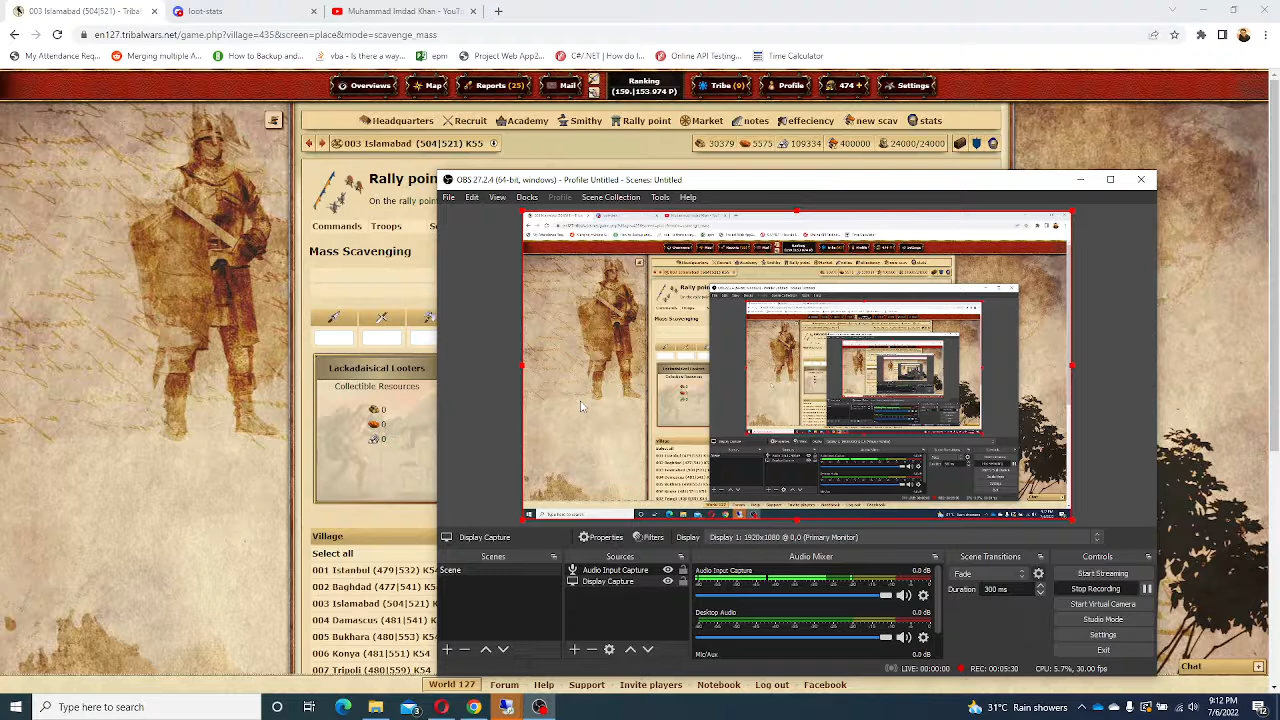 003 Islamabad (504|521) - Tribal
loot-stats
Muhammad Imdad Khan - YouTu
en127.tribalwars.net/game.php?village=435&screen=place&mode=scavenge_mass
My Attendance Req...
Merging multiple A...
How to Backup and...
vba - Is there a way...
epm
Project Web App2...
C#/.NET | How do I...
Online API Testing...
Time Calculator
Overviews
Map
Reports (25)
Mail
Ranking
(159.|153.974 P)
Tribe (9)
Profile
474
Settings
Headquarters
Recruit
Academy
Smithy
Rally point
Market
notes
effeciency
new scav
stats
003 Islamabad (504|521) K55
30379
5575
109334
400000
24000/24000
Rally poin
On the rally poin
Commands
Troops
S
Mass Scavenging
Lackadaisical Looters
Collectible Resources
0
0
0
Village
Select all
001 Istanbul (479|532) K
002 Baghdad (477|521) K
003 Islamabad (504|521)
004 Damascus (481|541)
005 Bukhara (480|539) K54
006 Konya (481|551) K54
007 Tripoli (480|559) K54
OBS 27.2.4 (64-bit, windows) - Profile: Untitled - Scenes: Untitled
File
Edit
View
Docks
Profile
Scene Collection
Tools
Help
Display Capture
Properties
Filters
Display
Display 1: 1920x1080 @ 0,0 (Primary Monitor)
Scenes
Sources
Audio Mixer
Scene Transitions
Controls
Scene
Audio Input Capture
Display Capture
Audio Input Capture
0.0 dB
Desktop Audio
0.0 dB
Mic/Aux
Fade
Duration
300 ms
Start Streaming
Stop Recording
Start Virtual Camera
Studio Mode
Settings
Exit
LIVE: 00:00:00
REC: 00:05:30
CPU: 5.7%, 30.00 fps
Chat
World 127
Forum
Help
Support
Invite players
Notebook
Log out
Facebook
Type here to search
31°C Rain showers
9:12 PM
7/6/2022